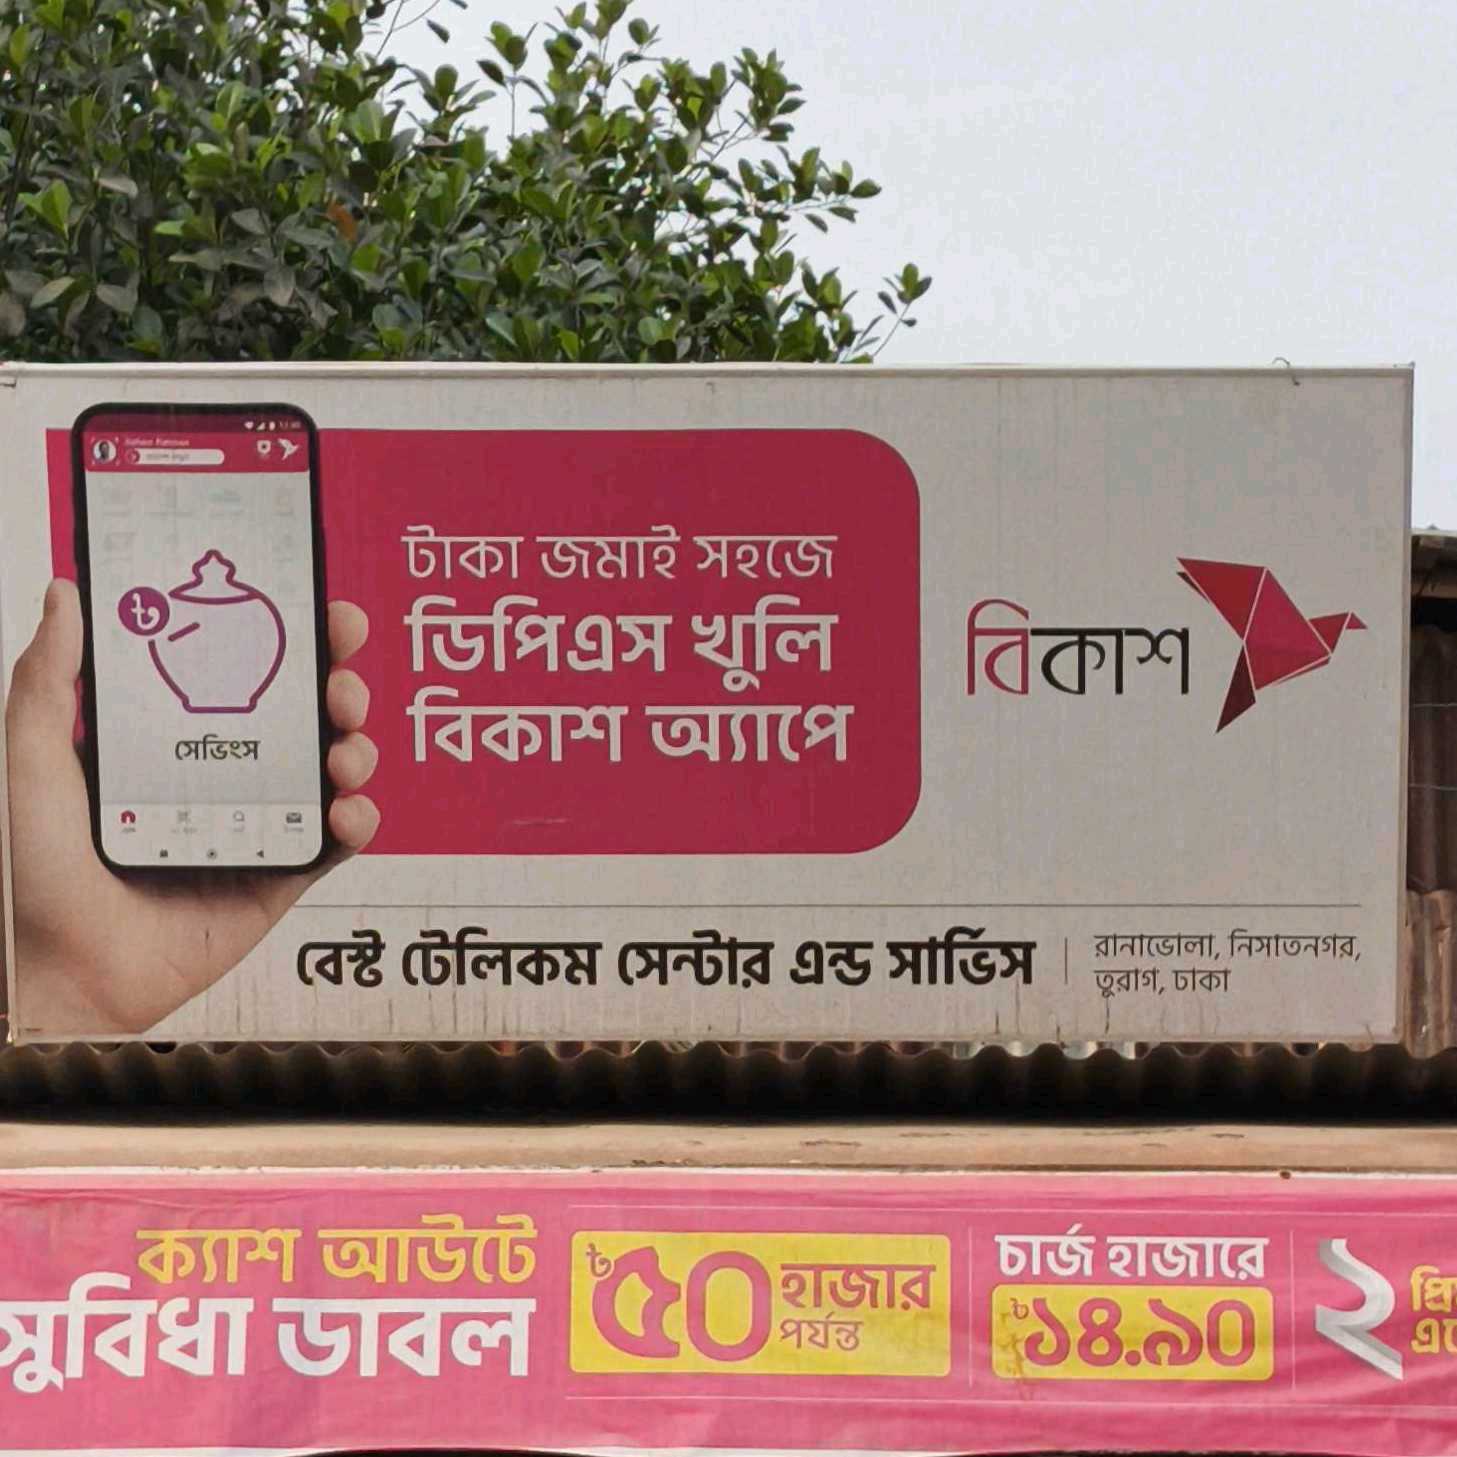 টাকা জমাই সহজে
ডিপিএস খুলি
বিকাশ অ্যাপে
বিকাশ
সেভিংস
বেস্ট টেলিকম সেন্টার এন্ড সার্ভিস
রানাভোলা, নিসাতনগর,
তুরাগ, ঢাকা
ক্যাশ আউটে
সুবিধা ডাবল
৳৫০ হাজার
পর্যন্ত
চার্জ হাজারে
৳১৪.৯০
২